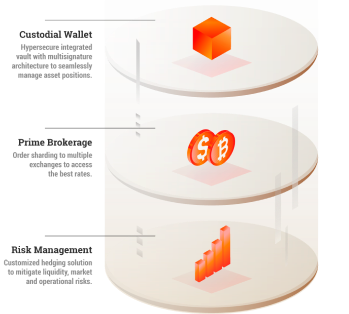 Custodial Wallet
Hypersecure integrated
vault with multisignature
architecture to seamlessly
manage asset positions.
Prime Brokerage
Order sharding to multiple
exchanges to access
the best rates.
Risk Management
Customized hedging solution
to mitigate liquidity, market
and operational risks.